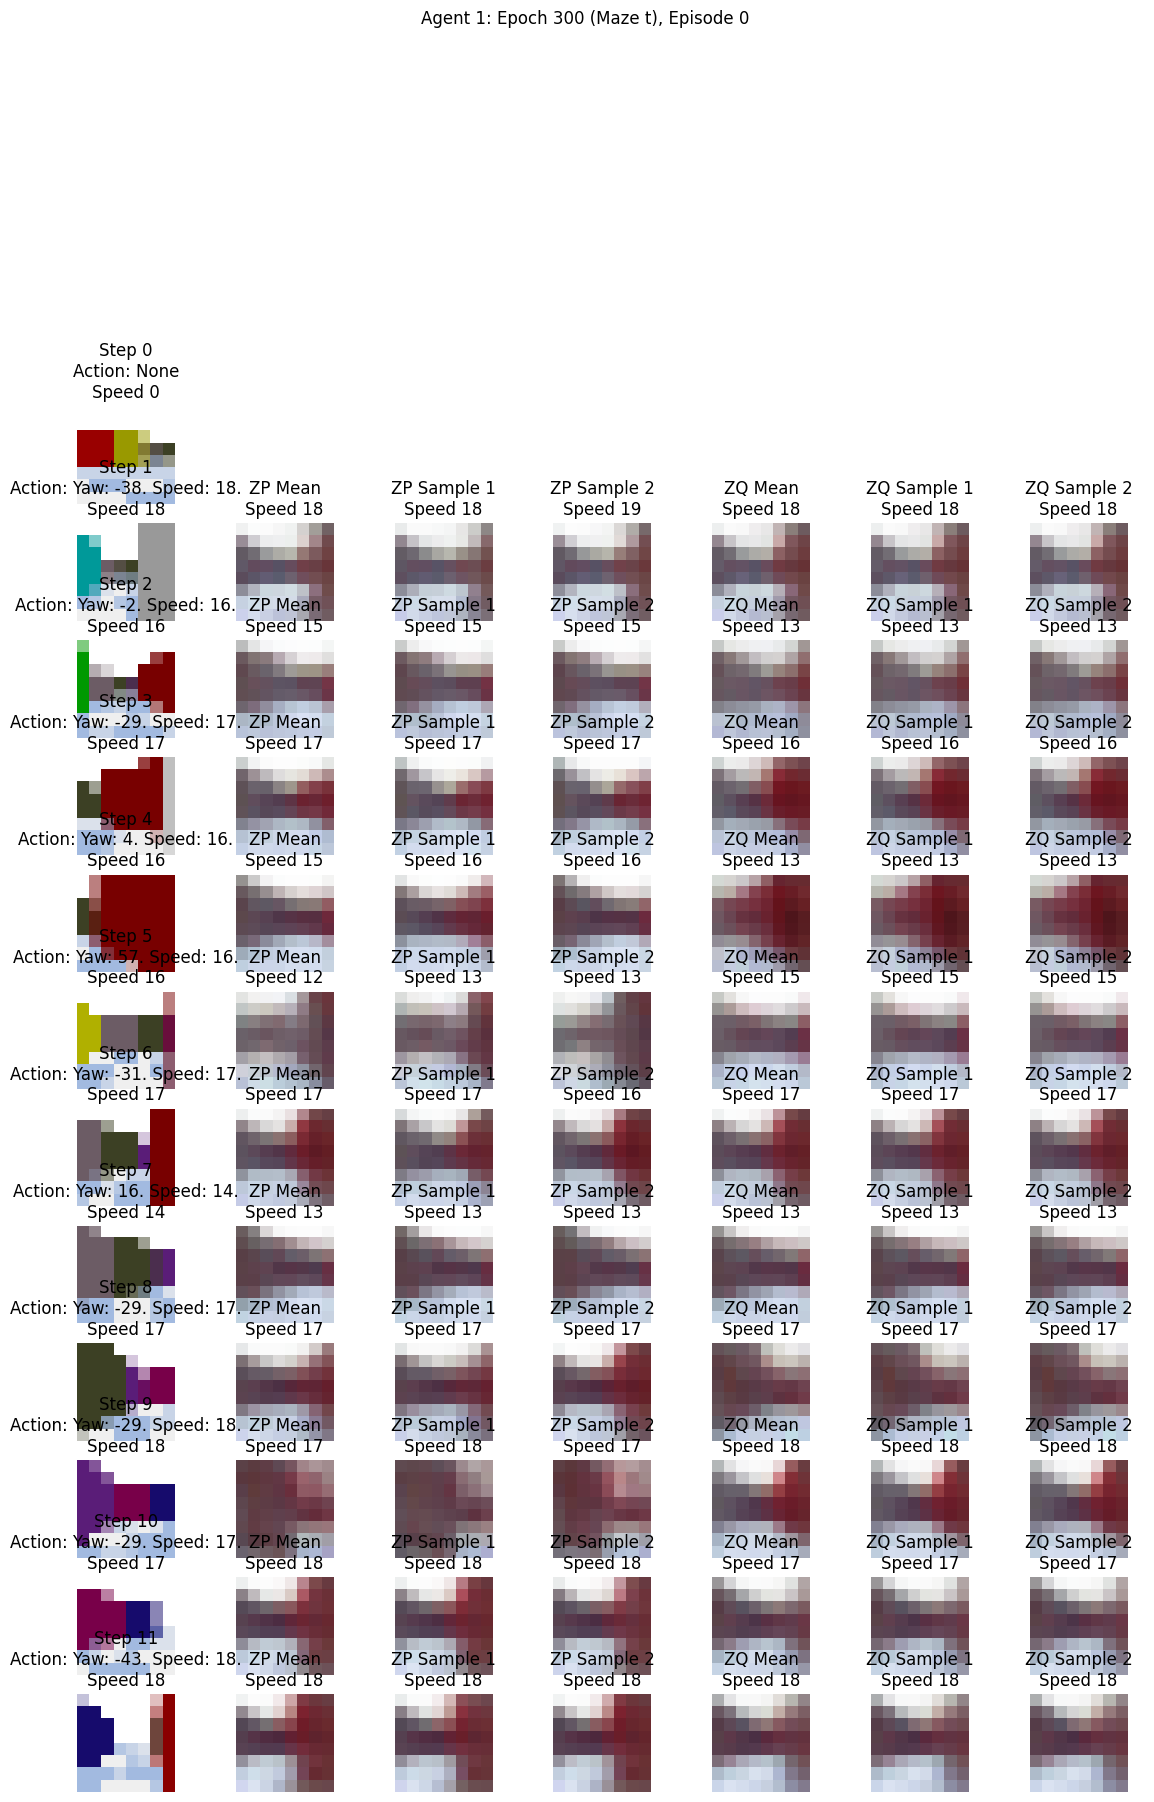 Agent 1: Epoch 300 (Maze t), Episode 0
Step 0
Action: None
Speed 0
Step 1
Action: Yaw: -38. Speed: 18.
Speed 18
ZP Mean
Speed 18
ZP Sample 1
Speed 18
ZP Sample 2
Speed 19
ZQ Mean
Speed 18
ZQ Sample 1
Speed 18
ZQ Sample 2
Speed 18
Step 2
Action: Yaw: -2. Speed: 16.
Speed 16
ZP Mean
Speed 15
ZP Sample 1
Speed 15
ZP Sample 2
Speed 15
ZQ Mean
Speed 13
ZQ Sample 1
Speed 13
ZQ Sample 2
Speed 13
Step 3
Action: Yaw: -29. Speed: 17.
Speed 17
ZP Mean
Speed 17
ZP Sample 1
Speed 17
ZP Sample 2
Speed 17
ZQ Mean
Speed 16
ZQ Sample 1
Speed 16
ZQ Sample 2
Speed 16
Step 4
Action: Yaw: 4. Speed: 16.
Speed 16
ZP Mean
Speed 15
ZP Sample 1
Speed 16
ZP Sample 2
Speed 16
ZQ Mean
Speed 13
ZQ Sample 1
Speed 13
ZQ Sample 2
Speed 13
Step 5
Action: Yaw: 57. Speed: 16.
Speed 16
ZP Mean
Speed 12
ZP Sample 1
Speed 13
ZP Sample 2
Speed 13
ZQ Mean
Speed 15
ZQ Sample 1
Speed 15
ZQ Sample 2
Speed 15
Step 6
Action: Yaw: -31. Speed: 17.
Speed 17
ZP Mean
Speed 17
ZP Sample 1
Speed 17
ZP Sample 2
Speed 16
ZQ Mean
Speed 17
ZQ Sample 1
Speed 17
ZQ Sample 2
Speed 17
Step 7
Action: Yaw: 16. Speed: 14.
Speed 14
ZP Mean
Speed 13
ZP Sample 1
Speed 13
ZP Sample 2
Speed 13
ZQ Mean
Speed 13
ZQ Sample 1
Speed 13
ZQ Sample 2
Speed 13
Step 8
Action: Yaw: -29. Speed: 17.
Speed 17
ZP Mean
Speed 17
ZP Sample 1
Speed 17
ZP Sample 2
Speed 17
ZQ Mean
Speed 17
ZQ Sample 1
Speed 17
ZQ Sample 2
Speed 17
Step 9
Action: Yaw: -29. Speed: 18.
Speed 18
ZP Mean
Speed 17
ZP Sample 1
Speed 18
ZP Sample 2
Speed 17
ZQ Mean
Speed 18
ZQ Sample 1
Speed 18
ZQ Sample 2
Speed 18
Step 10
Action: Yaw: -29. Speed: 17.
Speed 17
ZP Mean
Speed 18
ZP Sample 1
Speed 18
ZP Sample 2
Speed 18
ZQ Mean
Speed 17
ZQ Sample 1
Speed 17
ZQ Sample 2
Speed 17
Step 11
Action: Yaw: -43. Speed: 18.
Speed 18
ZP Mean
Speed 18
ZP Sample 1
Speed 18
ZP Sample 2
Speed 18
ZQ Mean
Speed 18
ZQ Sample 1
Speed 18
ZQ Sample 2
Speed 18